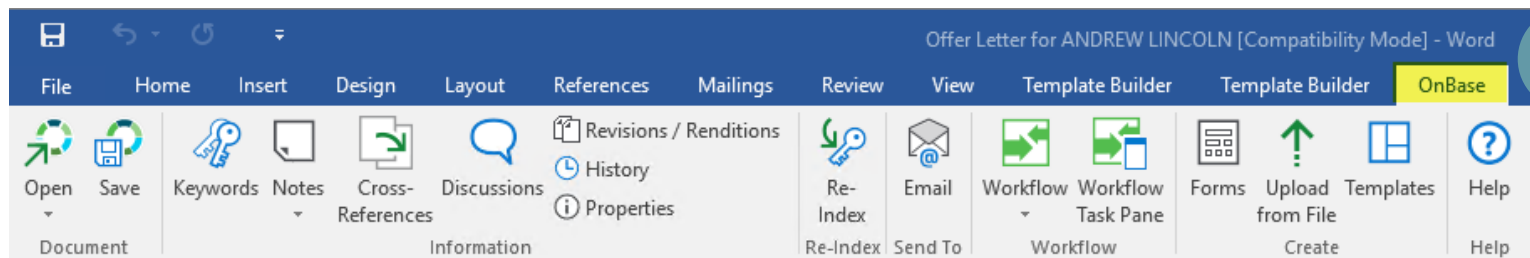 Offer Letter for ANDREW LINCOLN [Compatibility Mode] - Word
File Home Insert Design Layout References Mailings Review View Template Builder Template Builder OnBase
Open
Save
Keywords
Notes
Cross-
References
Discussions
Revisions / Renditions
History
Properties
Re-
Index
Email
Workflow
Workflow
Task Pane
Forms
Upload
from File
Templates
Help
Document
Information
Re-Index
Send To
Workflow
Create
Help